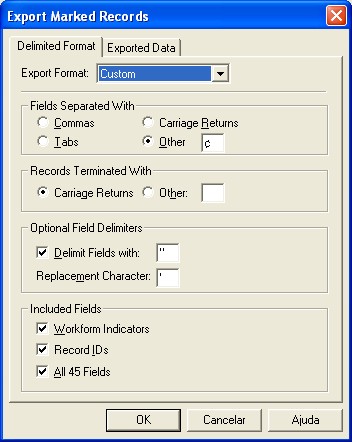 Export Marked Records
Delimited Format Exported Data
Export Format: Custom
Fields Separated With
Commas Carriage Returns
Tabs Other ¢
Records Terminated With
Carriage Returns Other:
Optional Field Delimiters
Delimit Fields with: "
Replacement Character: '
Included Fields
Workform Indicators
Record IDs
All 45 Fields
OK Cancelar Ajuda